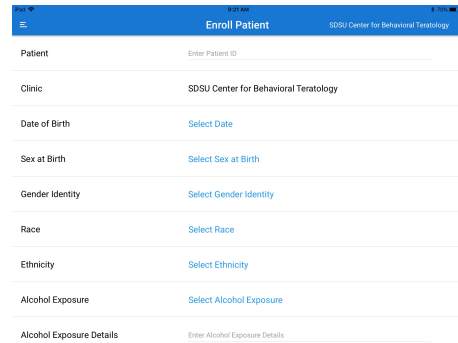 iPad 9:21 AM 70%
Enroll Patient SDSU Center for Behavioral Teratology
Patient Enter Patient ID
Clinic SDSU Center for Behavioral Teratology
Date of Birth Select Date
Sex at Birth Select Sex at Birth
Gender Identity Select Gender Identity
Race Select Race
Ethnicity Select Ethnicity
Alcohol Exposure Select Alcohol Exposure
Alcohol Exposure Details Enter Alcohol Exposure Details